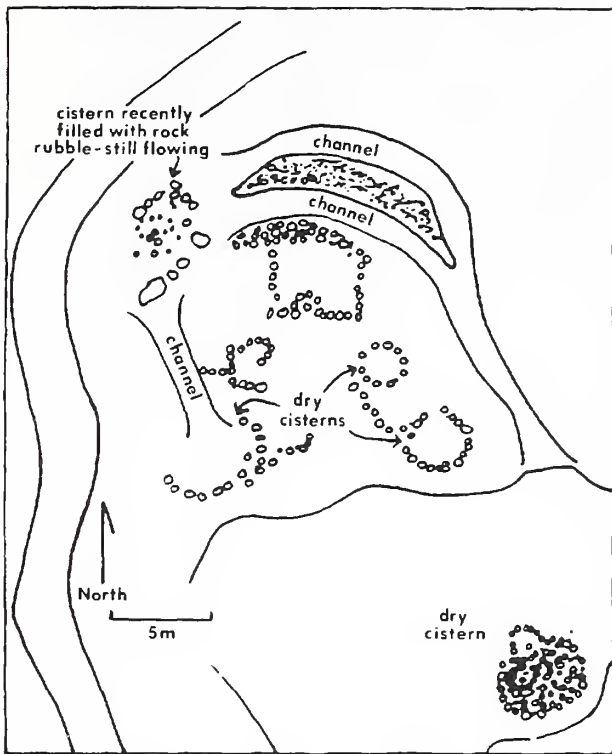 cistern recently
filled with rock
rubble-still flowing
channel
channel
channel
dry
cisterns
North
5m
dry
cistern